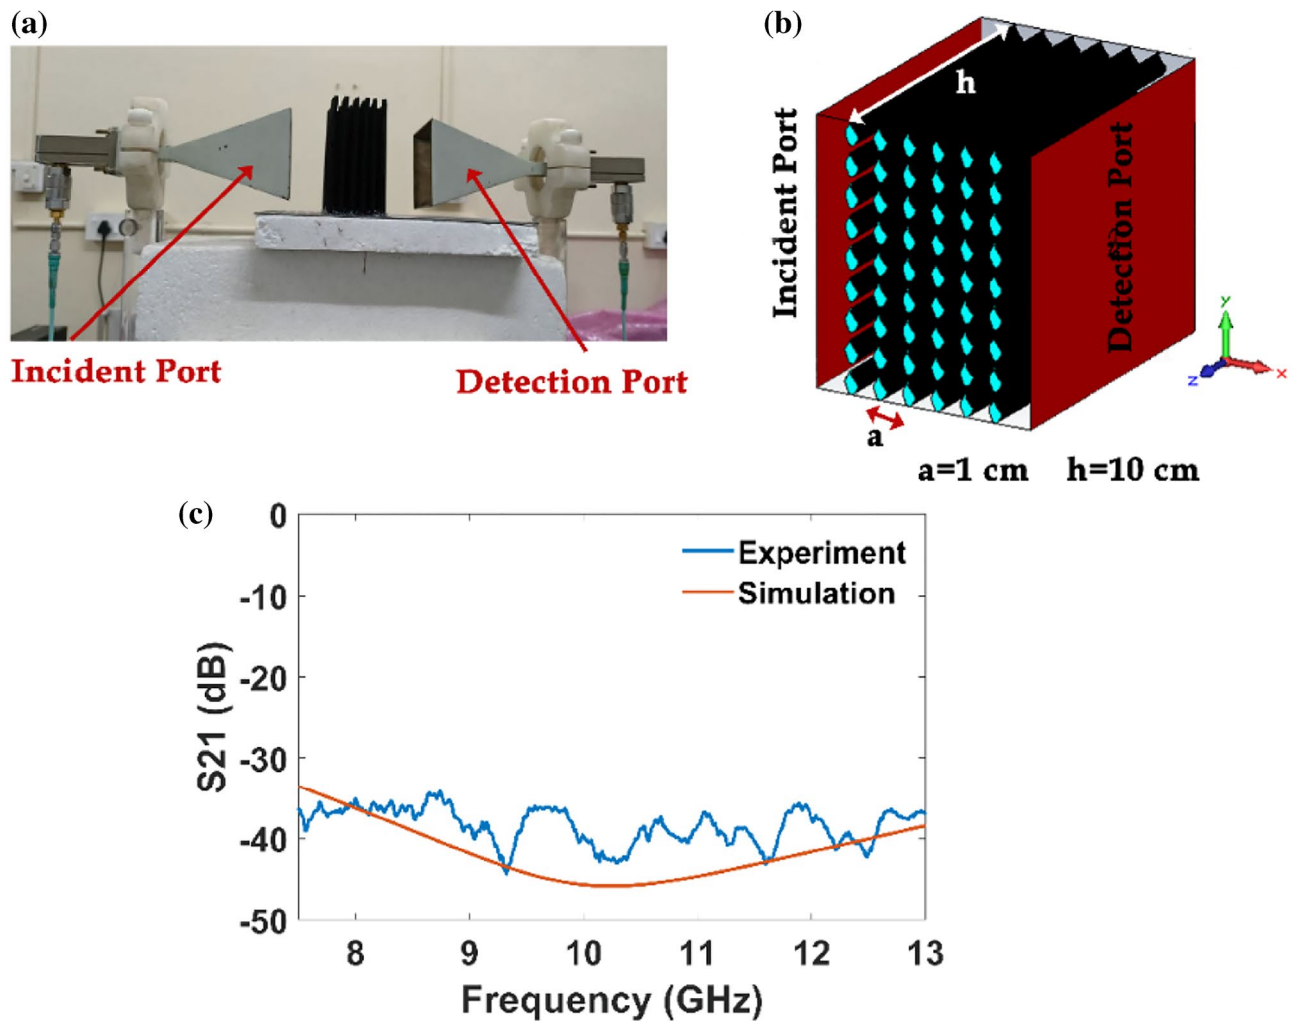 (a)
Incident Port
Detection Port
(b)
h
Incident Port
Detection Port
a
Y
X
Z
a=1 cm h=10 cm
(c)
0
-10
-20
-30
-40
-50
S21 (dB)
Experiment
Simulation
8 9 10 11 12 13
Frequency (GHz)